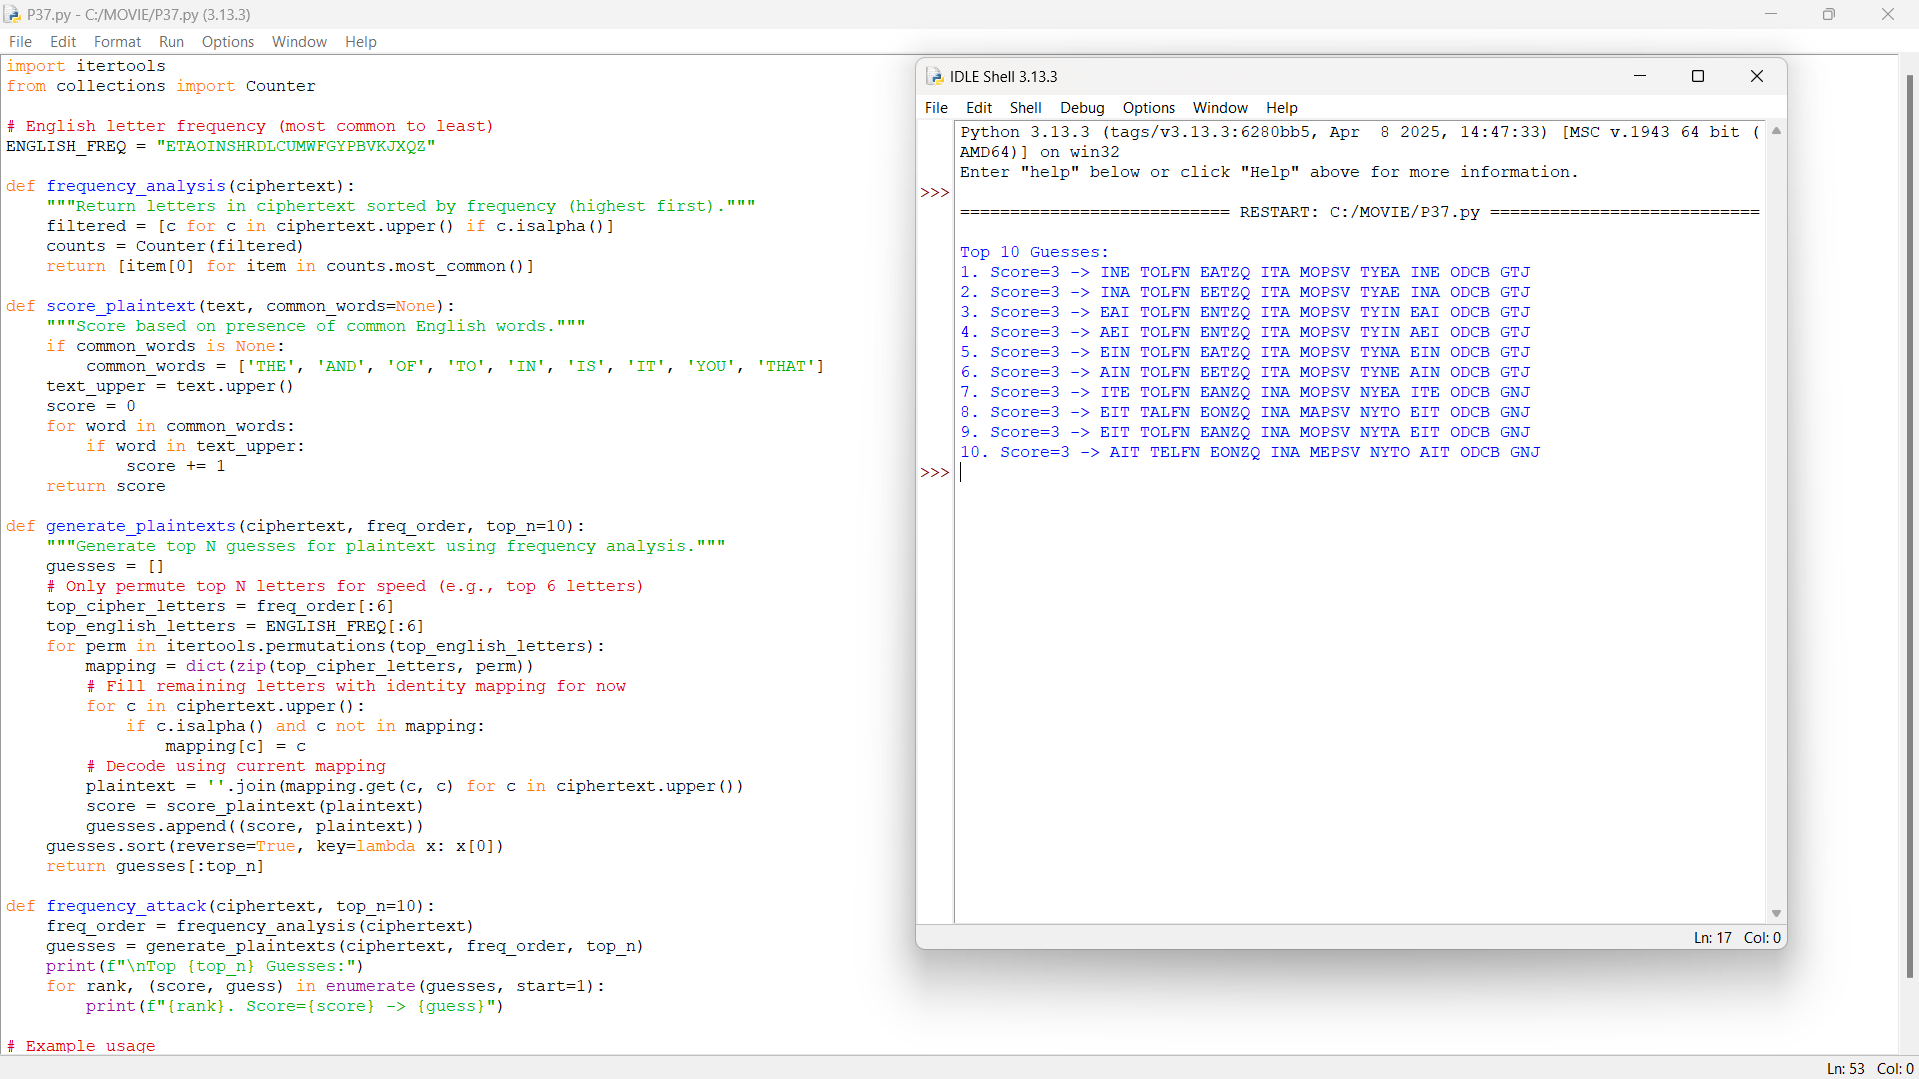 P37.py - C:/MOVIE/P37.py (3.13.3)
File Edit Format Run Options Window Help
import itertools
from collections import Counter

# English letter frequency (most common to least)
ENGLISH_FREQ = "ETAOINSHRDLCUMWFGYPBVKJXQZ"

def frequency_analysis(ciphertext):
    """Return letters in ciphertext sorted by frequency (highest first)."""
    filtered = [c for c in ciphertext.upper() if c.isalpha()]
    counts = Counter(filtered)
    return [item[0] for item in counts.most_common()]

def score_plaintext(text, common_words=None):
    """Score based on presence of common English words."""
    if common_words is None:
        common_words = ['THE', 'AND', 'OF', 'TO', 'IN', 'IS', 'IT', 'YOU', 'THAT']
    text_upper = text.upper()
    score = 0
    for word in common_words:
        if word in text_upper:
            score += 1
    return score

def generate_plaintexts(ciphertext, freq_order, top_n=10):
    """Generate top N guesses for plaintext using frequency analysis."""
    guesses = []
    # Only permute top N letters for speed (e.g., top 6 letters)
    top_cipher_letters = freq_order[:6]
    top_english_letters = ENGLISH_FREQ[:6]
    for perm in itertools.permutations(top_english_letters):
        mapping = dict(zip(top_cipher_letters, perm))
        # Fill remaining letters with identity mapping for now
        for c in ciphertext.upper():
            if c.isalpha() and c not in mapping:
                mapping[c] = c
        # Decode using current mapping
        plaintext = ''.join(mapping.get(c, c) for c in ciphertext.upper())
        score = score_plaintext(plaintext)
        guesses.append((score, plaintext))
    guesses.sort(reverse=True, key=lambda x: x[0])
    return guesses[:top_n]

def frequency_attack(ciphertext, top_n=10):
    freq_order = frequency_analysis(ciphertext)
    guesses = generate_plaintexts(ciphertext, freq_order, top_n)
    print(f"\nTop {top_n} Guesses:")
    for rank, (score, guess) in enumerate(guesses, start=1):
        print(f"{rank}. Score={score} -> {guess}")

# Example usage
Ln: 53 Col: 0
IDLE Shell 3.13.3
File Edit Shell Debug Options Window Help
Python 3.13.3 (tags/v3.13.3:6280bb5, Apr  8 2025, 14:47:33) [MSC v.1943 64 bit (
AMD64)] on win32
Enter "help" below or click "Help" above for more information.
>>>
=========================== RESTART: C:/MOVIE/P37.py ===========================

Top 10 Guesses:
1. Score=3 -> INE TOLFN EATZQ ITA MOPSV TYEA INE ODCB GTJ
2. Score=3 -> INA TOLFN EETZQ ITA MOPSV TYAE INA ODCB GTJ
3. Score=3 -> EAI TOLFN ENTZQ ITA MOPSV TYIN EAI ODCB GTJ
4. Score=3 -> AEI TOLFN ENTZQ ITA MOPSV TYIN AEI ODCB GTJ
5. Score=3 -> EIN TOLFN EATZQ ITA MOPSV TYNA EIN ODCB GTJ
6. Score=3 -> AIN TOLFN EETZQ ITA MOPSV TYNE AIN ODCB GTJ
7. Score=3 -> ITE TOLFN EANZQ INA MOPSV NYEA ITE ODCB GNJ
8. Score=3 -> EIT TALFN EONZQ INA MAPSV NYTO EIT ODCB GNJ
9. Score=3 -> EIT TOLFN EANZQ INA MOPSV NYTA EIT ODCB GNJ
10. Score=3 -> AIT TELFN EONZQ INA MEPSV NYTO AIT ODCB GNJ
>>>
Ln: 17 Col: 0